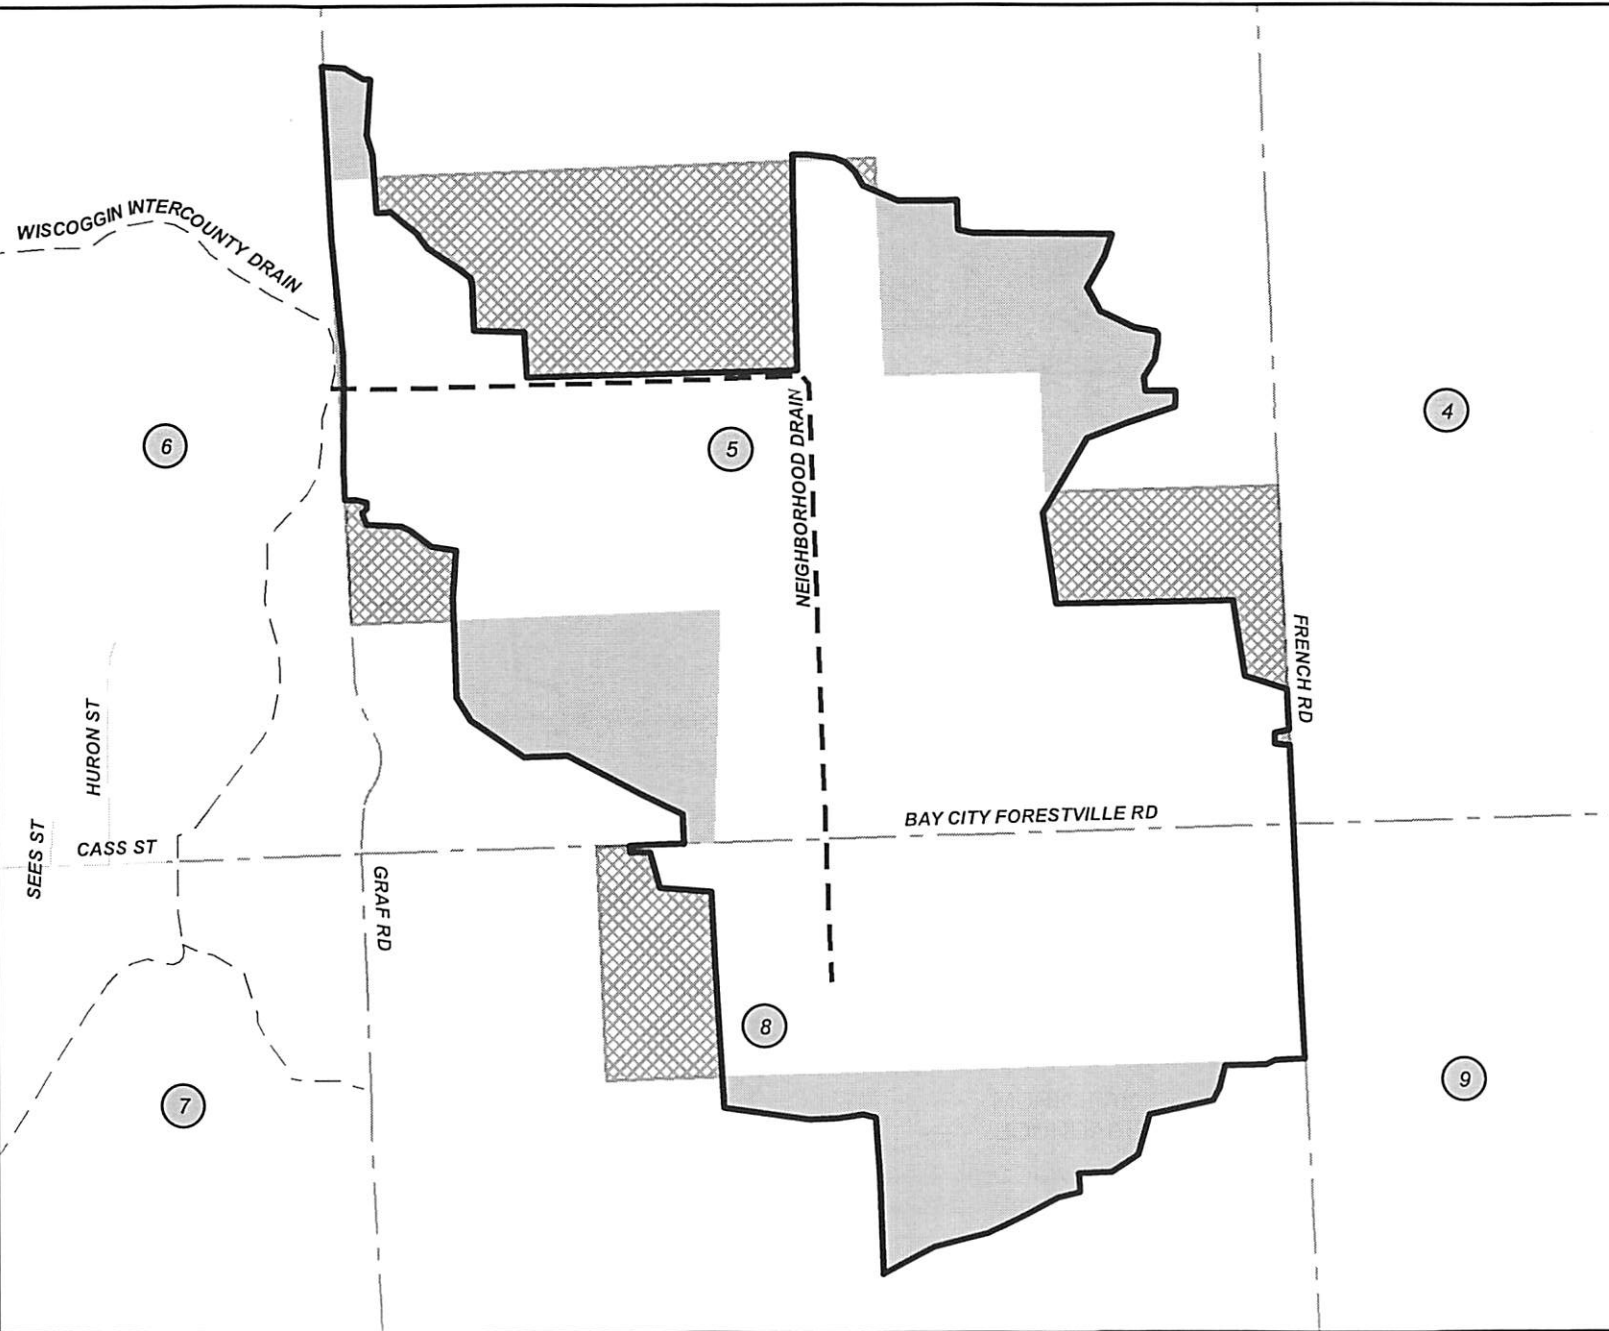 WISCOGGIN INTERCOUNTY DRAIN
6
5
NEIGHBORHOOD DRAIN
4
FRENCH RD
HURON ST
SEES ST
CASS ST
BAY CITY FORESTVILLE RD
GRAF RD
8
7
9